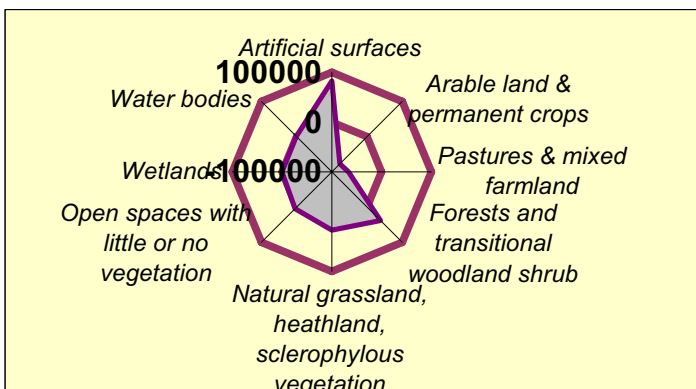 Artificial surfaces
100000
Arable land &
permanent crops
Water bodies
0
Pastures & mixed
farmland
Wetlands
-100000
Open spaces with
little or no
vegetation
Forests and
transitional
woodland shrub
Natural grassland,
heathland,
sclerophylous
vegetation